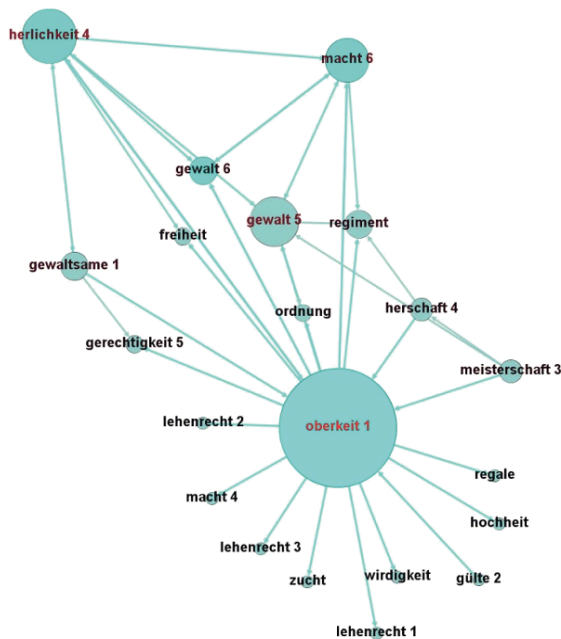 herlichkeit 4
macht 6
gewalt 6
gewalt 5
regiment
freiheit
gewaltsame 1
ordnung
herschaft 4
gerechtigkeit 5
meisterschaft 3
lehenrecht 2
oberkeit 1
regale
macht 4
hochheit
lehenrecht 3
zucht
wirdigkeit
gülte 2
lehenrecht 1